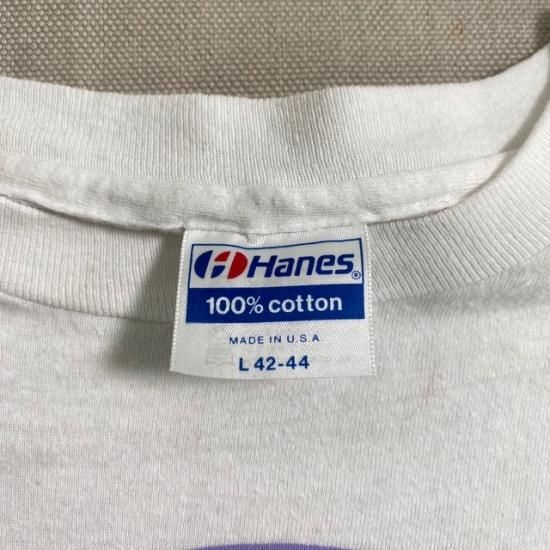 Hanes®
100% cotton
MADE IN U.S.A.
L 42-44